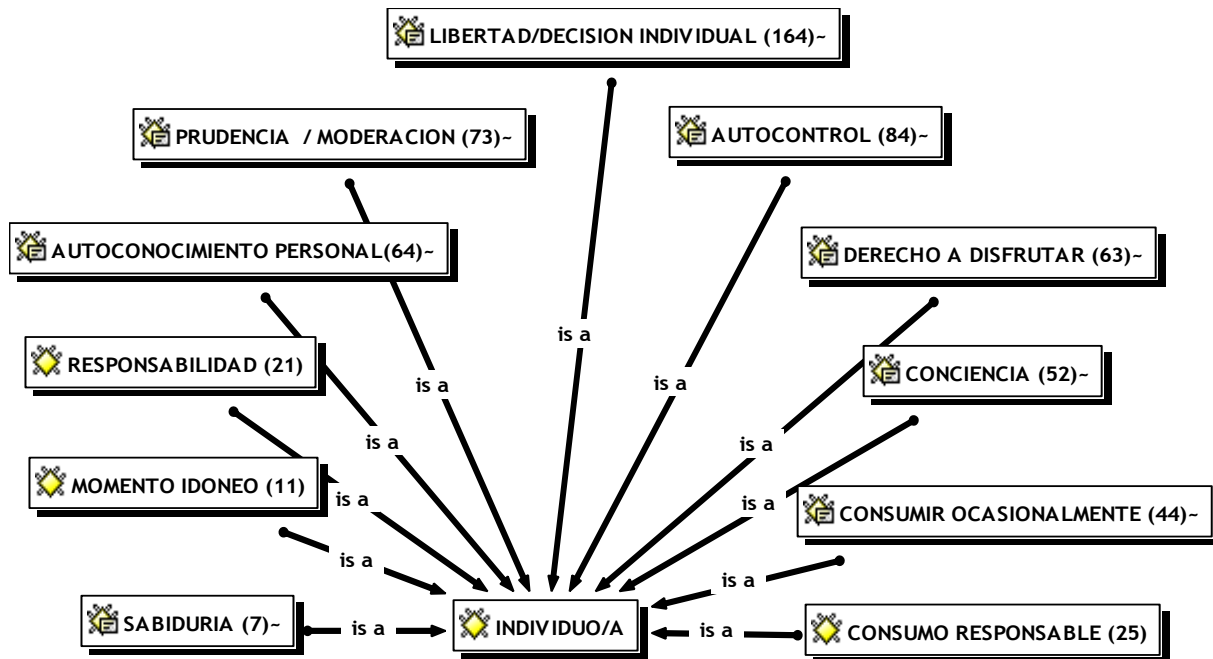 LIBERTAD/DECISION INDIVIDUAL (164)~
PRUDENCIA / MODERACION (73)~
AUTOCONTROL (84)~
AUTOCONOCIMIENTO PERSONAL(64)~
DERECHO A DISFRUTAR (63)~
is a
RESPONSABILIDAD (21)
CONCIENCIA (52)~
is a
is a
is a
is a
MOMENTO IDONEO (11)
is a
is a
CONSUMIR OCASIONALMENTE (44)~
is a
is a
SABIDURIA (7)~
is a
INDIVIDUO/A
is a
CONSUMO RESPONSABLE (25)